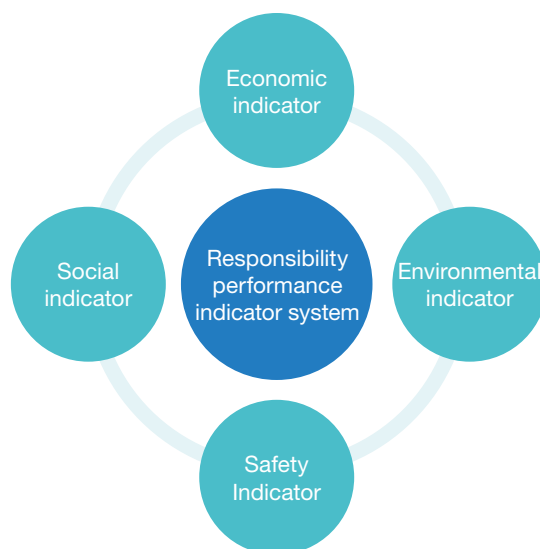 Economic
indicator
Social
indicator
Responsibility
performance
indicator system
Environmental
indicator
Safety
Indicator